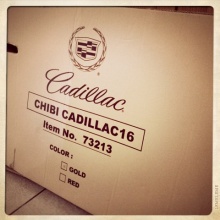 Cadillac
CHIBI CADILLAC16
Item No. 73213
COLOR :
GOLD
RED